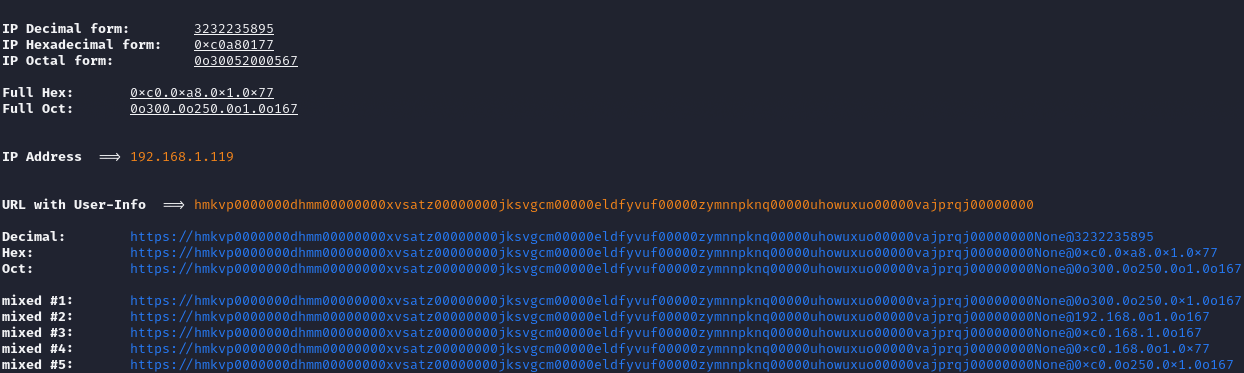 IP Decimal form: 3232235895
IP Hexadecimal form: 0×c0a80177
IP Octal form: 0o30052000567
Full Hex: 0×c0.0×a8.0×1.0×77
Full Oct: 0o300.0o250.0o1.0o167
IP Address ⟹ 192.168.1.119
URL with User-Info ⟹ hmkvp0000000dhmm00000000xvsatz00000000jksvgcm00000eldfyvuf00000zymnnpknq00000uhowuxuo00000vajprqj00000000
Decimal: https://hmkvp0000000dhmm00000000xvsatz00000000jksvgcm00000eldfyvuf00000zymnnpknq00000uhowuxuo00000vajprqj00000000None@3232235895
Hex: https://hmkvp0000000dhmm00000000xvsatz00000000jksvgcm00000eldfyvuf00000zymnnpknq00000uhowuxuo00000vajprqj00000000None@0×c0.0×a8.0×1.0×77
Oct: https://hmkvp0000000dhmm00000000xvsatz00000000jksvgcm00000eldfyvuf00000zymnnpknq00000uhowuxuo00000vajprqj00000000None@0o300.0o250.0o1.0o167
mixed #1: https://hmkvp0000000dhmm00000000xvsatz00000000jksvgcm00000eldfyvuf00000zymnnpknq00000uhowuxuo00000vajprqj00000000None@0o300.0o250.0×1.0o167
mixed #2: https://hmkvp0000000dhmm00000000xvsatz00000000jksvgcm00000eldfyvuf00000zymnnpknq00000uhowuxuo00000vajprqj00000000None@192.168.0o1.0o167
mixed #3: https://hmkvp0000000dhmm00000000xvsatz00000000jksvgcm00000eldfyvuf00000zymnnpknq00000uhowuxuo00000vajprqj00000000None@0×c0.168.1.0o167
mixed #4: https://hmkvp0000000dhmm00000000xvsatz00000000jksvgcm00000eldfyvuf00000zymnnpknq00000uhowuxuo00000vajprqj00000000None@0×c0.168.0o1.0×77
mixed #5: https://hmkvp0000000dhmm00000000xvsatz00000000jksvgcm00000eldfyvuf00000zymnnpknq00000uhowuxuo00000vajprqj00000000None@0×c0.0o250.0×1.0o167